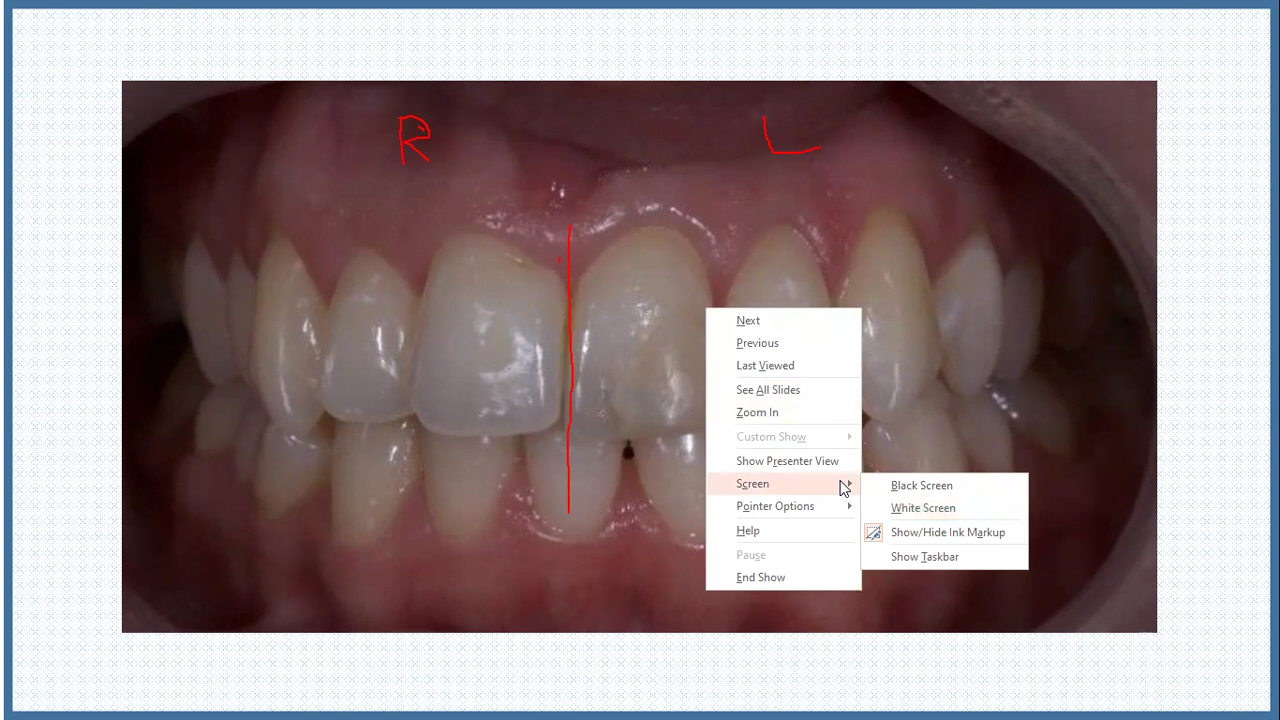 R
L
Next
Previous
Last Viewed
See All Slides
Zoom In
Custom Show
Show Presenter View
Screen
Pointer Options
Help
Pause
End Show
Black Screen
White Screen
Show/Hide Ink Markup
Show Taskbar